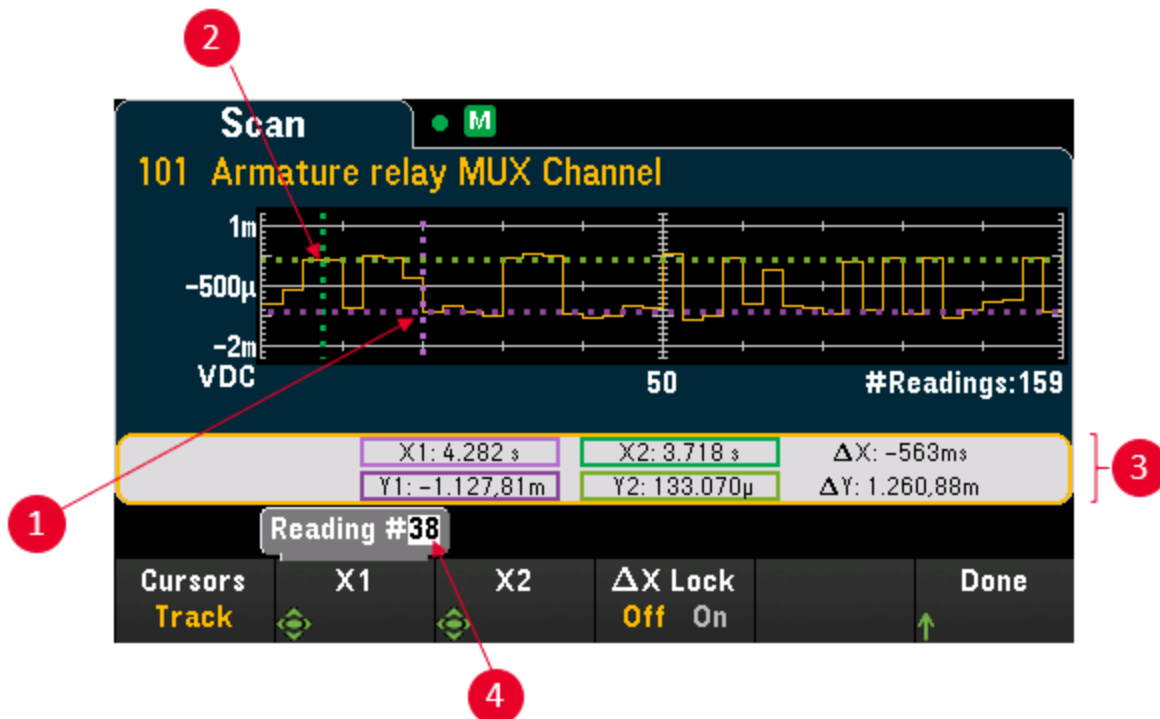 2
Scan M
101 Armature relay MUX Channel
1m
-500µ
-2m
VDC 50 #Readings:159
X1: 4.282 s X2: 3.718 s ΔX: -563ms
Y1: -1.127,81m Y2: 133.070µ ΔY: 1.260,88m
3
1
Reading #38
Cursors X1 X2 ΔX Lock Done
Track Off On
4